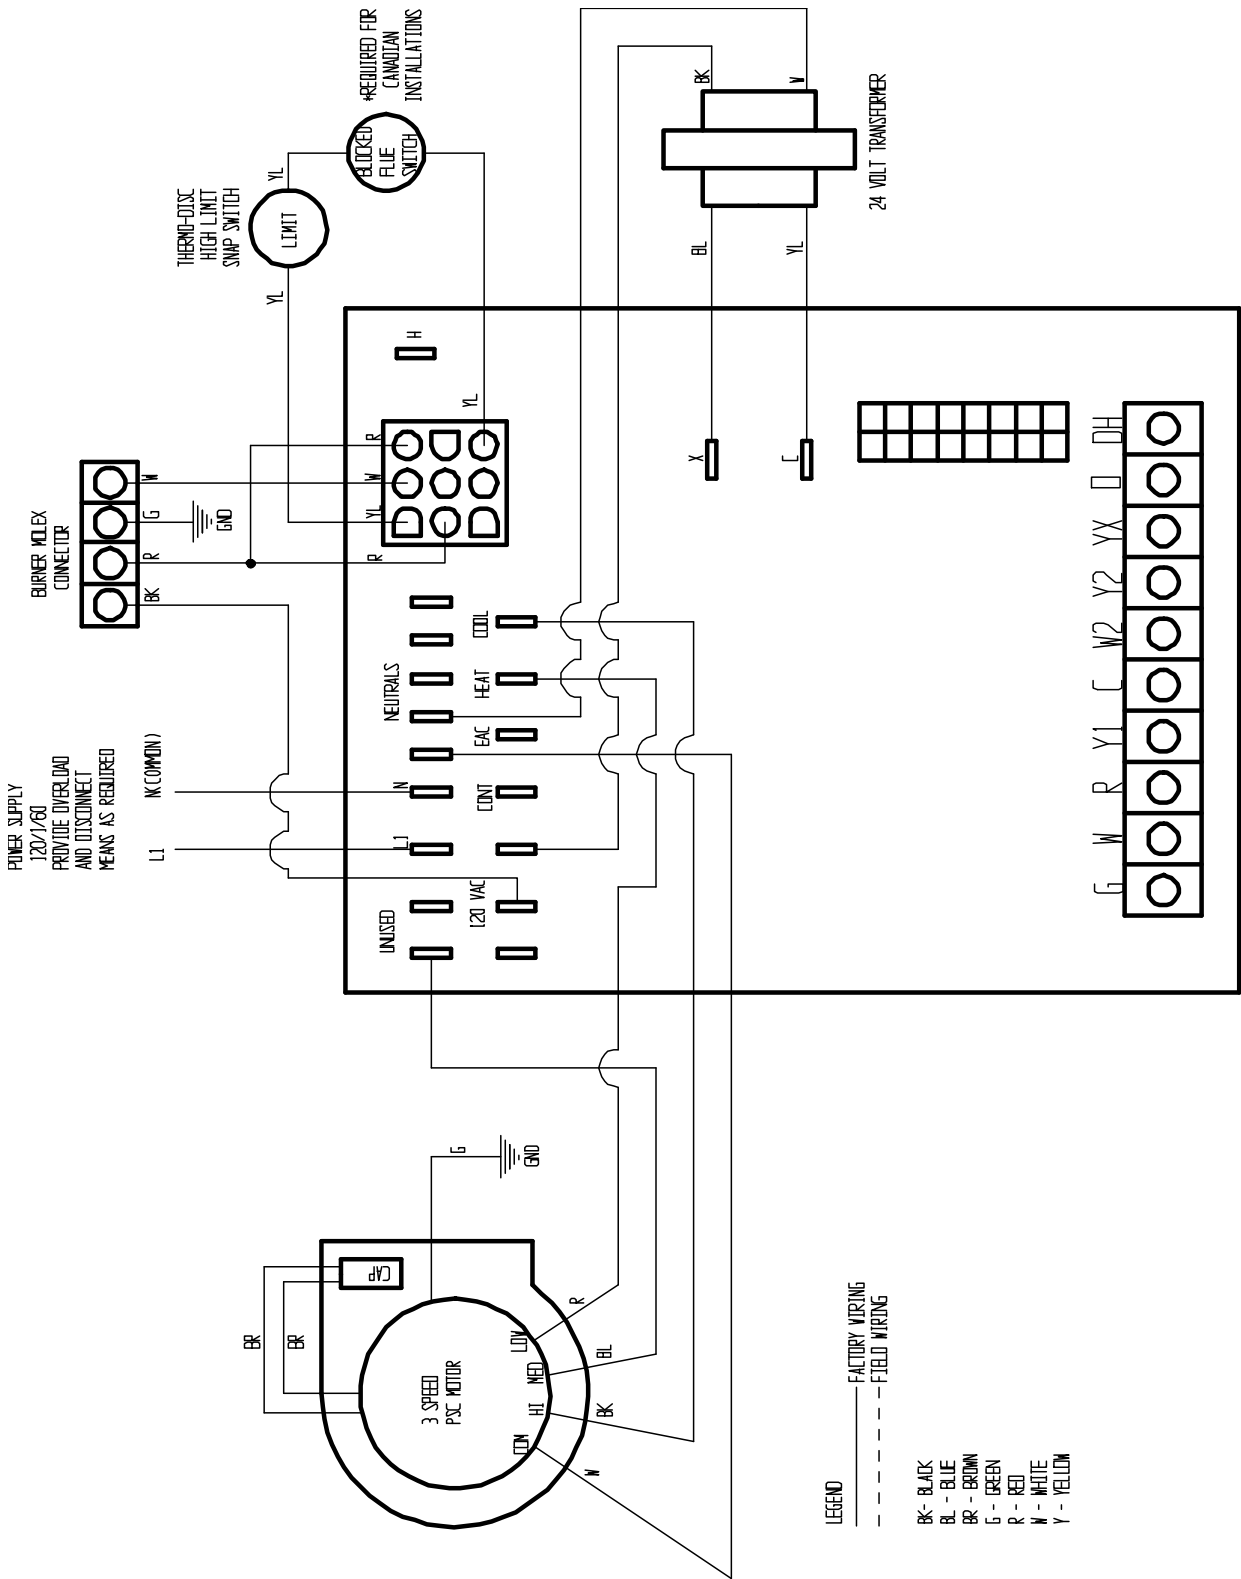 *REQUIRED FOR
CANADIAN
INSTALLATIONS
BLOCKED
FLUE
SWITCH
THERMO-DISC
HIGH LIMIT
SNAP SWITCH
LIMIT
YL
YL
YL
BK
W
24 VOLT TRANSFORMER
BL
YL
H
X
C
BURNER MOLEX
CONNECTOR
W
G
R
BK
GND
R
W
YL
R
NEUTRALS
COOL
HEAT
EAC
CONT
N
L1
120 VAC
UNUSED
POWER SUPPLY
120/1/60
PROVIDE OVERLOAD
AND DISCONNECT
MEANS AS REQUIRED
N(COMMON)
L1
DH
O
YX
Y2
W2
C
Y1
R
W
G
G
GND
CAP
BR
BR
3 SPEED
PSC MOTOR
LOW
MED
HI
COM
R
BL
BK
W
LEGEND
FACTORY WIRING
FIELD WIRING
BK - BLACK
BL - BLUE
BR - BROWN
G - GREEN
R - RED
W - WHITE
Y - YELLOW